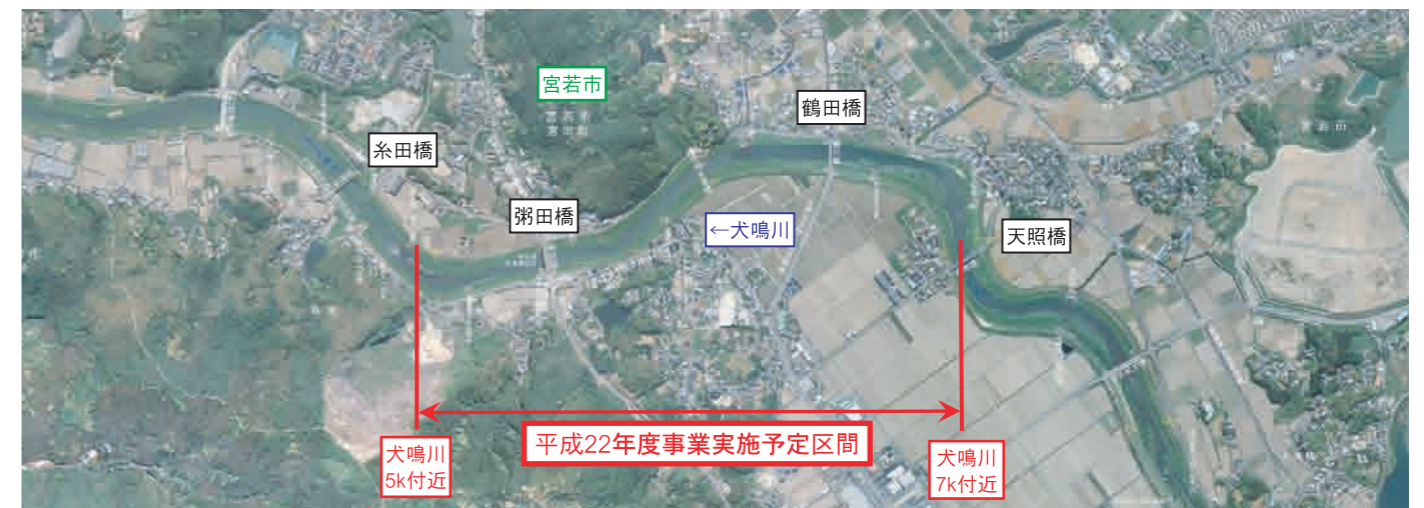 宮若市
鶴田橋
糸田橋
粥田橋
←犬鳴川
天照橋
平成22年度事業実施予定区間
犬鳴川
5k付近
犬鳴川
7k付近